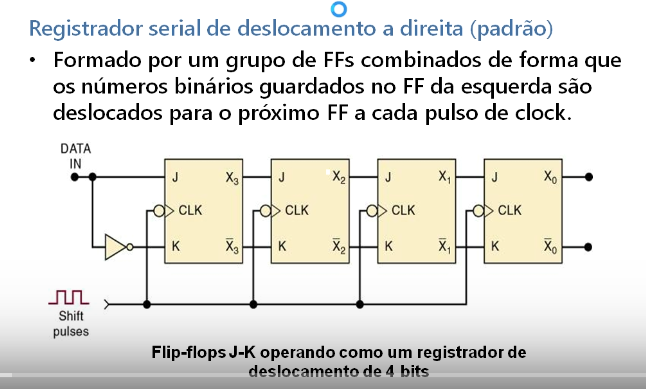 Registrador serial de deslocamento a direita (padrão)
• Formado por um grupo de FFs combinados de forma que
os números binários guardados no FF da esquerda são
deslocados para o próximo FF a cada pulso de clock.
DATA
IN
J X₃ J X₂ J X₁ J X₀
CLK CLK CLK CLK
K X̅₃ K X̅₂ K X̅₁ K X̅₀
Shift
pulses
Flip-flops J-K operando como um registrador de
deslocamento de 4 bits